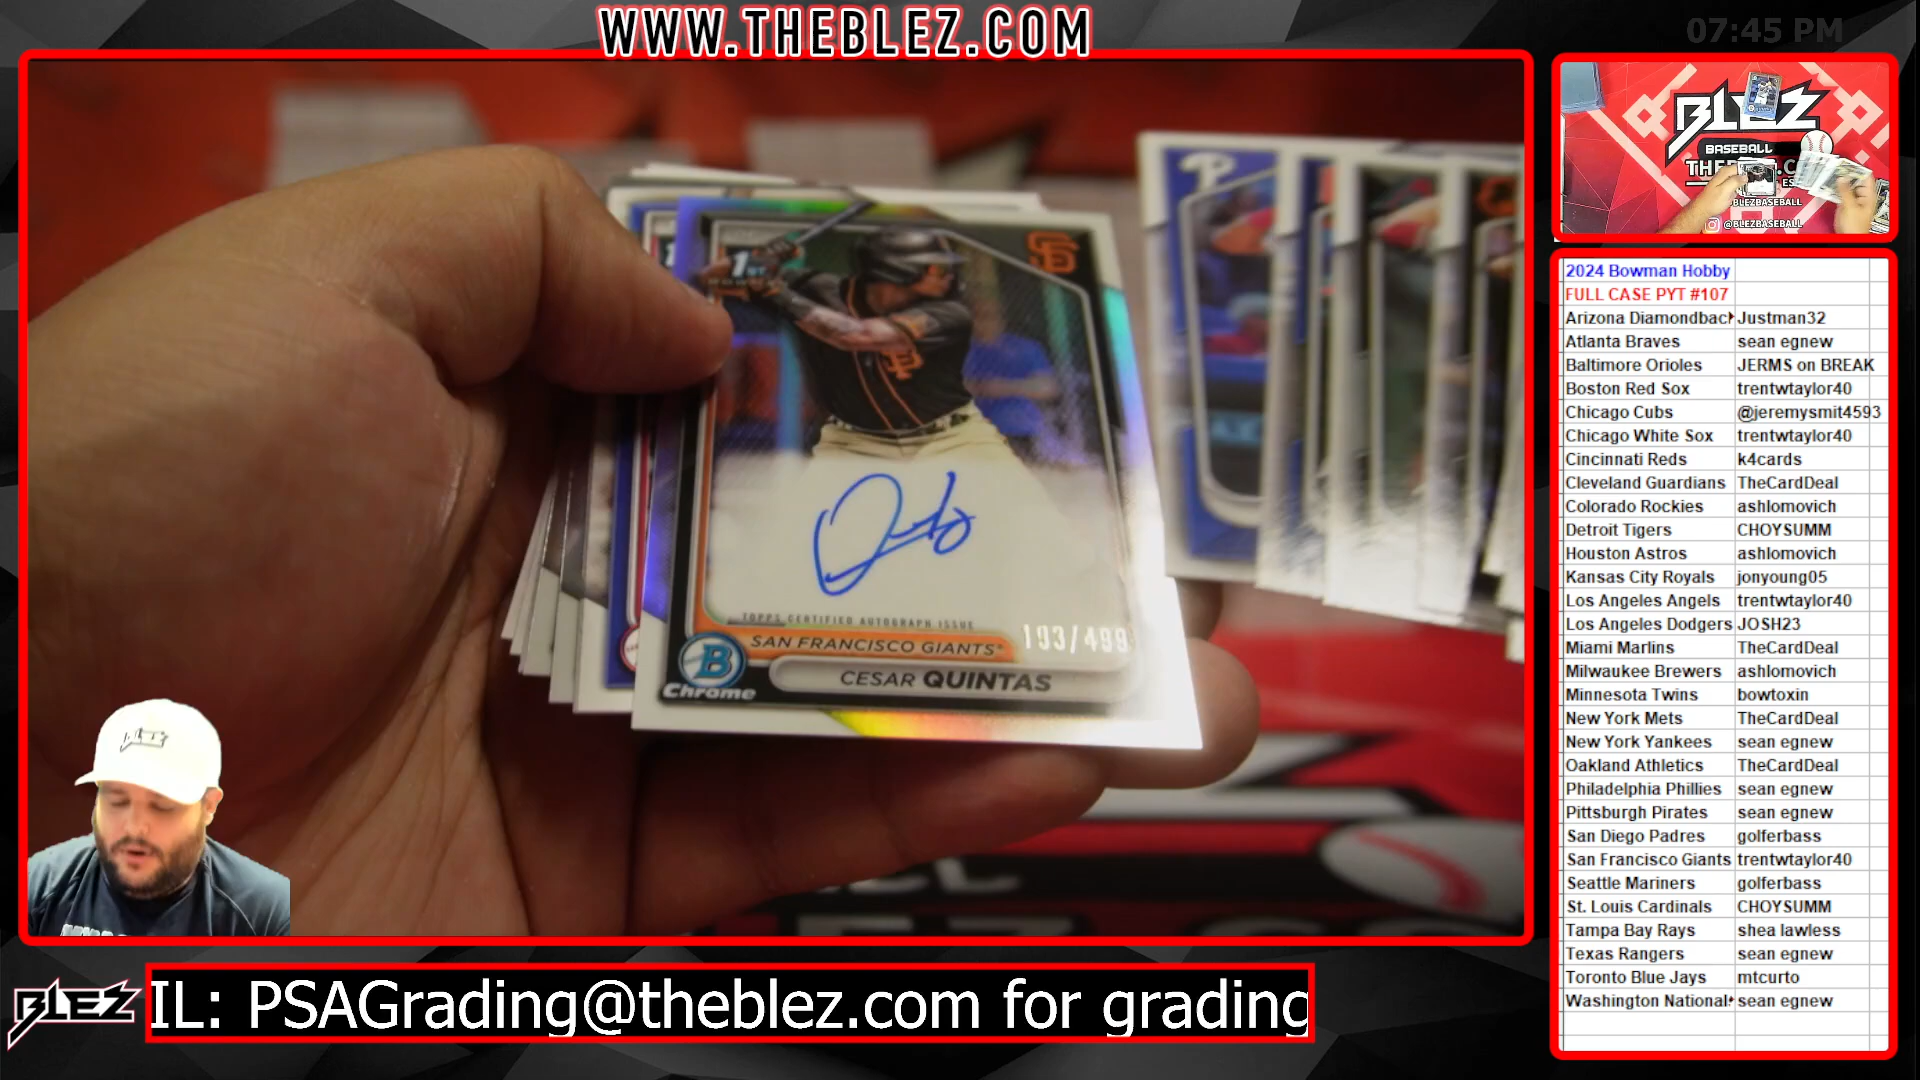 WWW.THEBLEZ.COM
07:45 PM
BLEZ
BASEBALL
@BLEZBASEBALL
1ST
SF
TOPPS CERTIFIED AUTOGRAPH ISSUE
SAN FRANCISCO GIANTS
193/499
CESAR QUINTAS
B
Chrome
P
2024 Bowman Hobby
FULL CASE PYT #107
Arizona Diamondback Justman32
Atlanta Braves sean egnew
Baltimore Orioles JERMS on BREAK
Boston Red Sox trentwtaylor40
Chicago Cubs @jeremysmit4593
Chicago White Sox trentwtaylor40
Cincinnati Reds k4cards
Cleveland Guardians TheCardDeal
Colorado Rockies ashlomovich
Detroit Tigers CHOYSUMM
Houston Astros ashlomovich
Kansas City Royals jonyoung05
Los Angeles Angels trentwtaylor40
Los Angeles Dodgers JOSH23
Miami Marlins TheCardDeal
Milwaukee Brewers ashlomovich
Minnesota Twins bowtoxin
New York Mets TheCardDeal
New York Yankees sean egnew
Oakland Athletics TheCardDeal
Philadelphia Phillies sean egnew
Pittsburgh Pirates sean egnew
San Diego Padres golferbass
San Francisco Giants trentwtaylor40
Seattle Mariners golferbass
St. Louis Cardinals CHOYSUMM
Tampa Bay Rays shea lawless
Texas Rangers sean egnew
Toronto Blue Jays mtcurto
Washington National sean egnew
BLEZ
IL: PSAGrading@theblez.com for grading